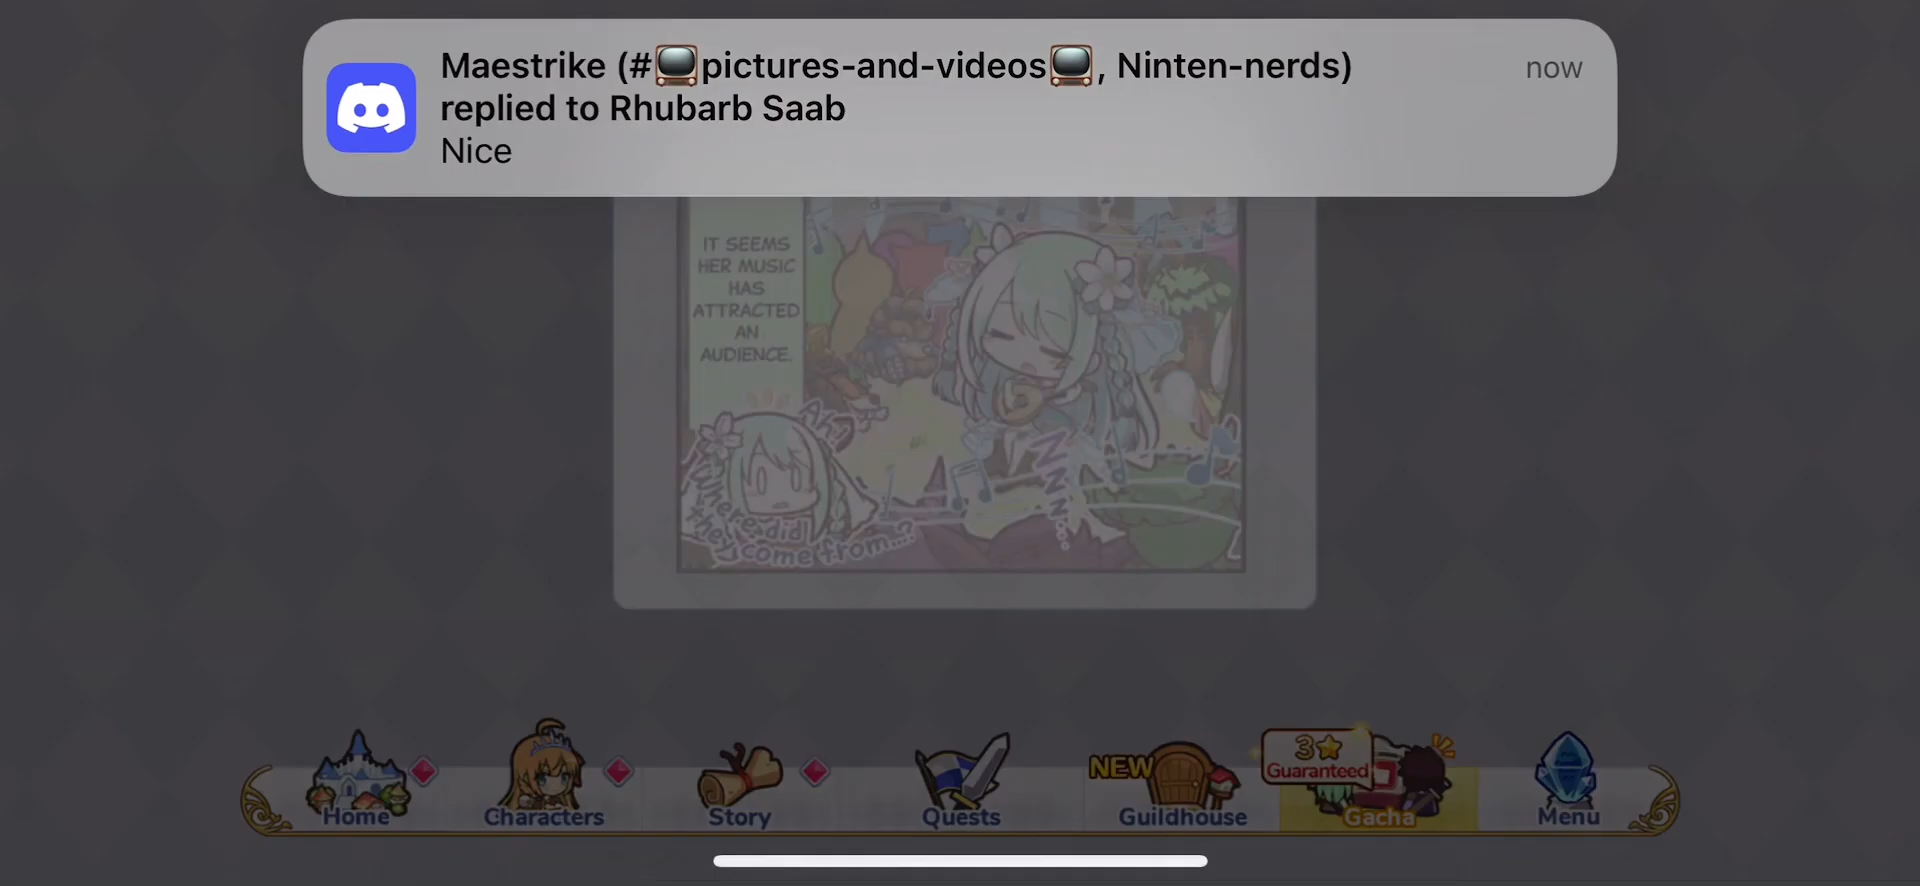 Maestrike (#📺pictures-and-videos📺, Ninten-nerds)
now
replied to Rhubarb Saab
Nice
IT SEEMS
HER MUSIC
HAS
ATTRACTED
AN
AUDIENCE.
Ah!
Where did
they come from...?
NNN...
NEW
3★
Guaranteed
Home
Characters
Story
Quests
Guildhouse
Gacha
Menu